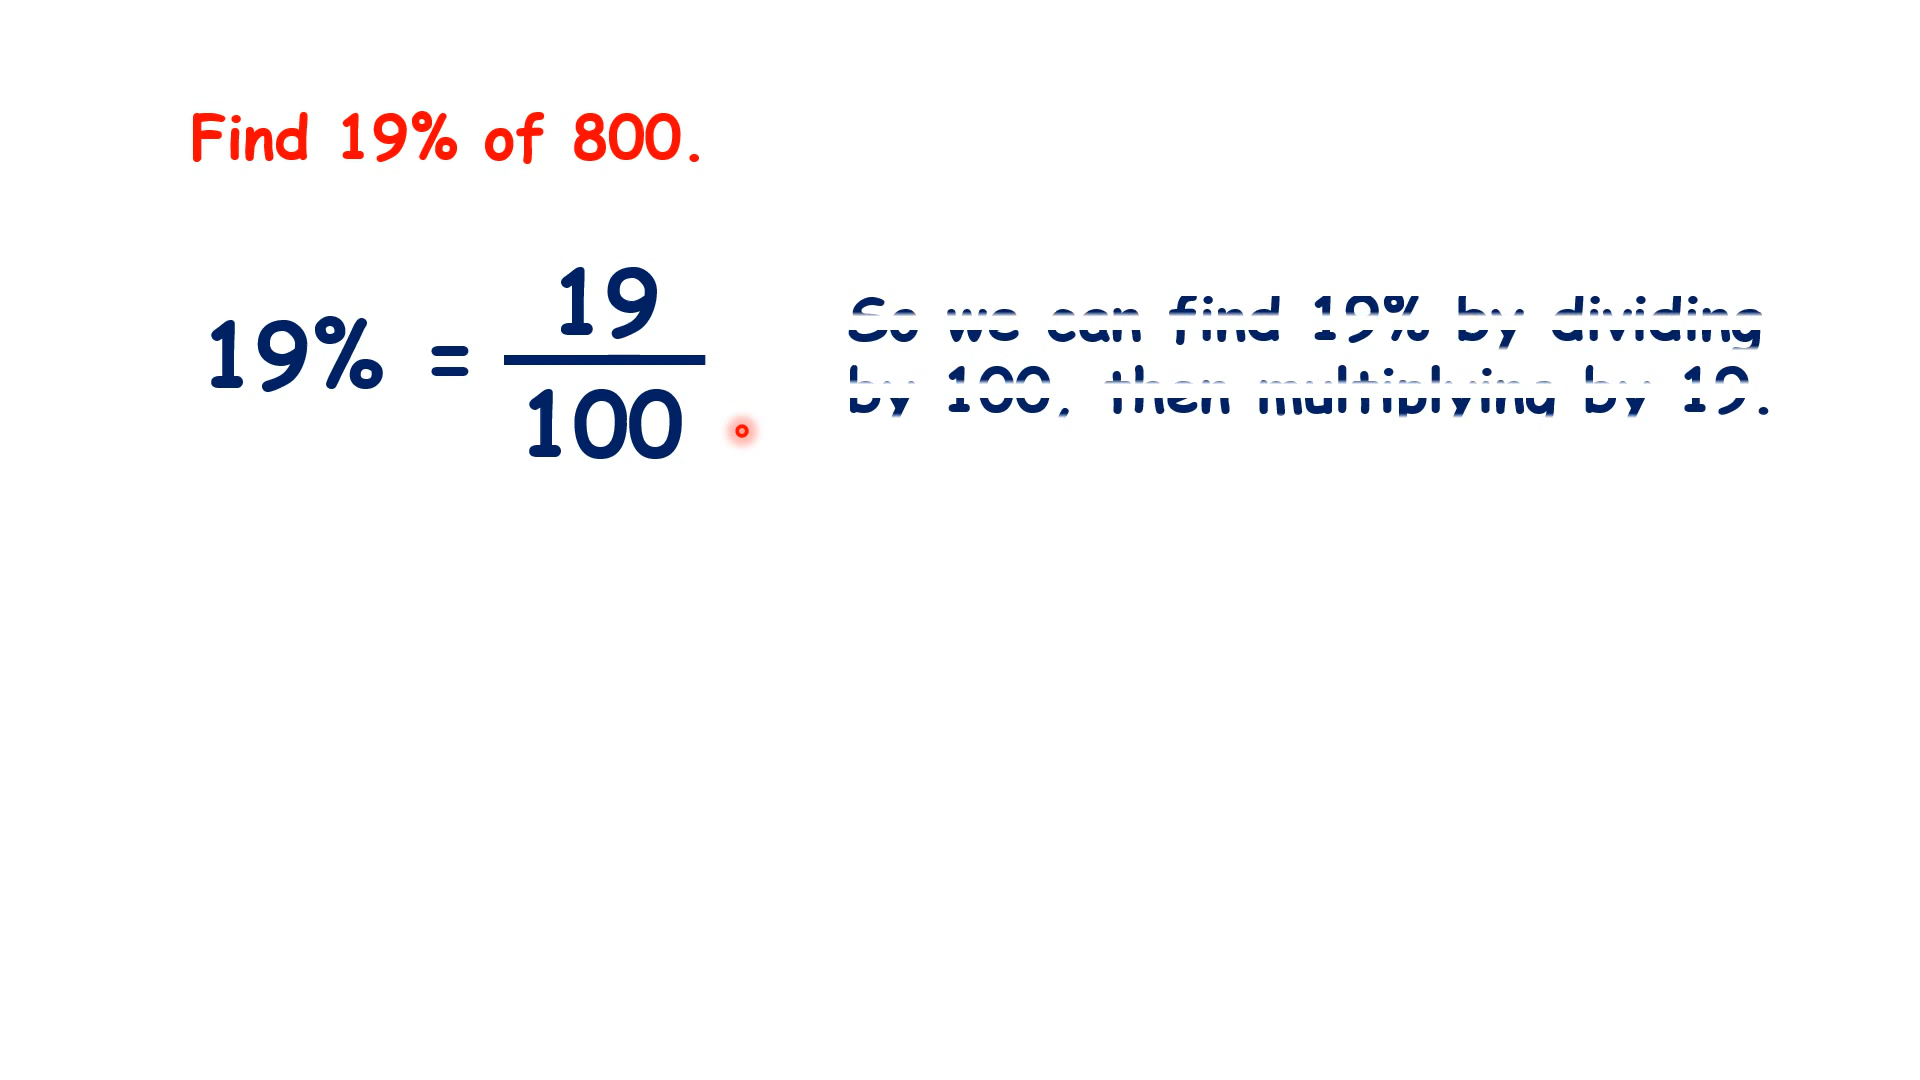 Find 19% of 800.
19% = 19/100
So we can find 19% by dividing
by 100, then multiplying by 19.